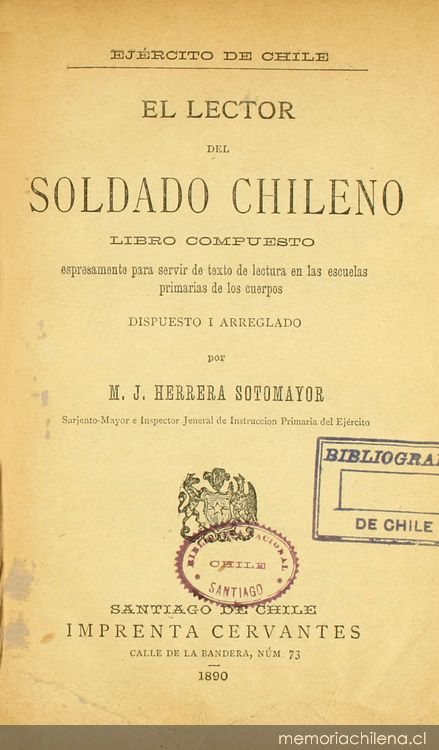 EJÉRCITO DE CHILE
EL LECTOR
DEL
SOLDADO CHILENO
LIBRO COMPUESTO
espresamente para servir de texto de lectura en las escuelas
primarias de los cuerpos
DISPUESTO I ARREGLADO
por
M. J. HERRERA SOTOMAYOR
Sarjento-Mayor e Inspector Jeneral de Instruccion Primaria del Ejército
BIBLIOGRA
DE CHILE
BIBLIOTECA NACIONAL
CHILE
* SANTIAGO *
SANTIAGO DE CHILE
IMPRENTA CERVANTES
CALLE DE LA BANDERA, NÚM. 73
1890
memoriachilena.cl